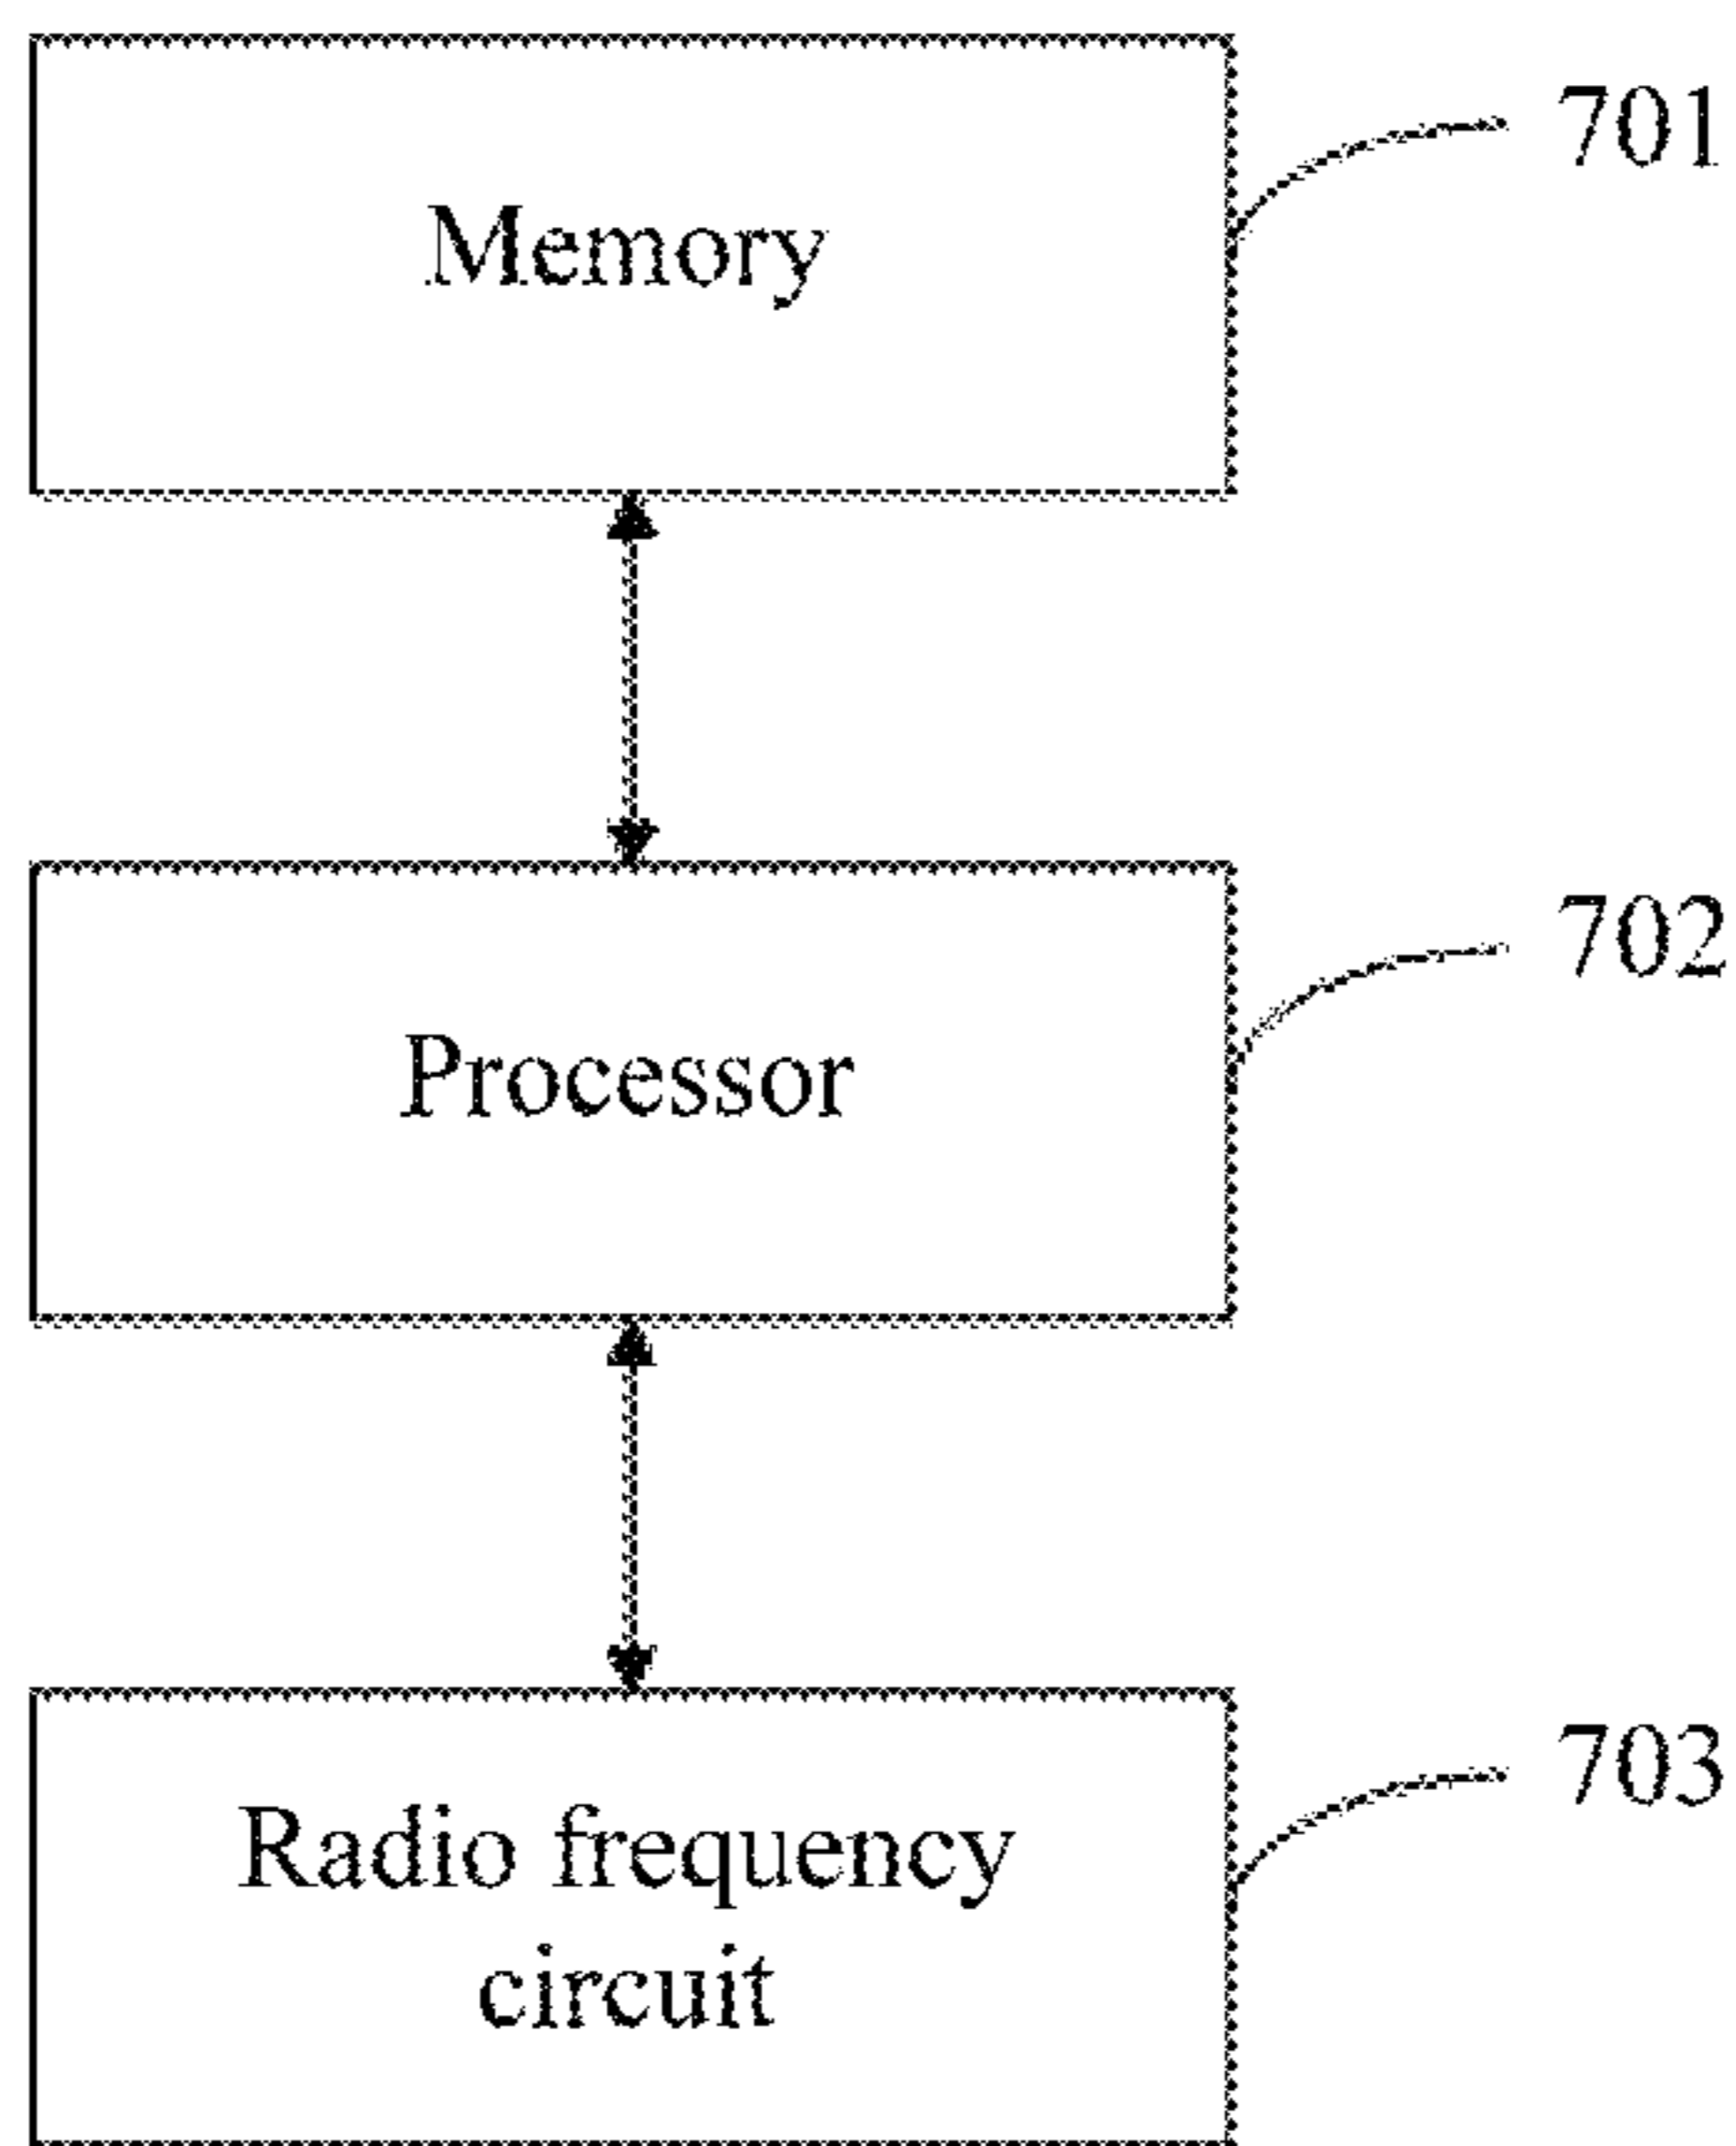 701
Memory
702
Processor
703
Radio frequency
circuit